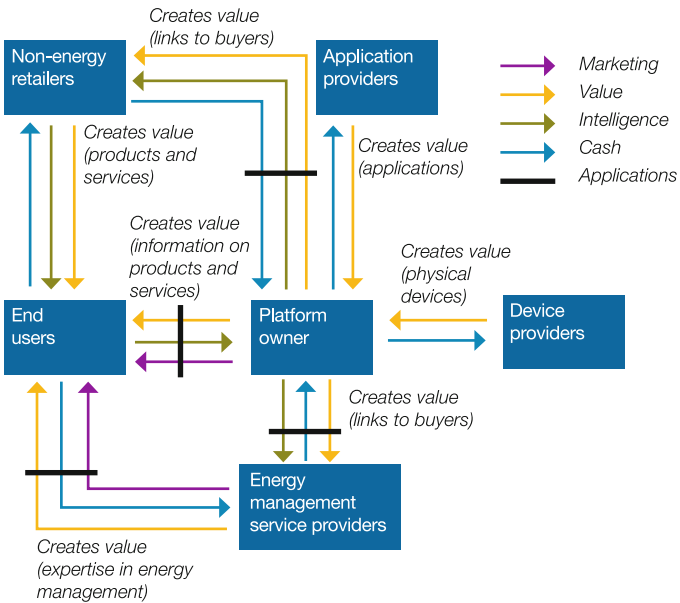 Creates value
(links to buyers)
Non-energy
retailers
Application
providers
Marketing
Value
Intelligence
Cash
Applications
Creates value
(products and
services)
Creates value
(applications)
Creates value
(information on
products and
services)
Creates value
(physical
devices)
End
users
Platform
owner
Device
providers
Creates value
(links to buyers)
Energy
management
service providers
Creates value
(expertise in energy
management)